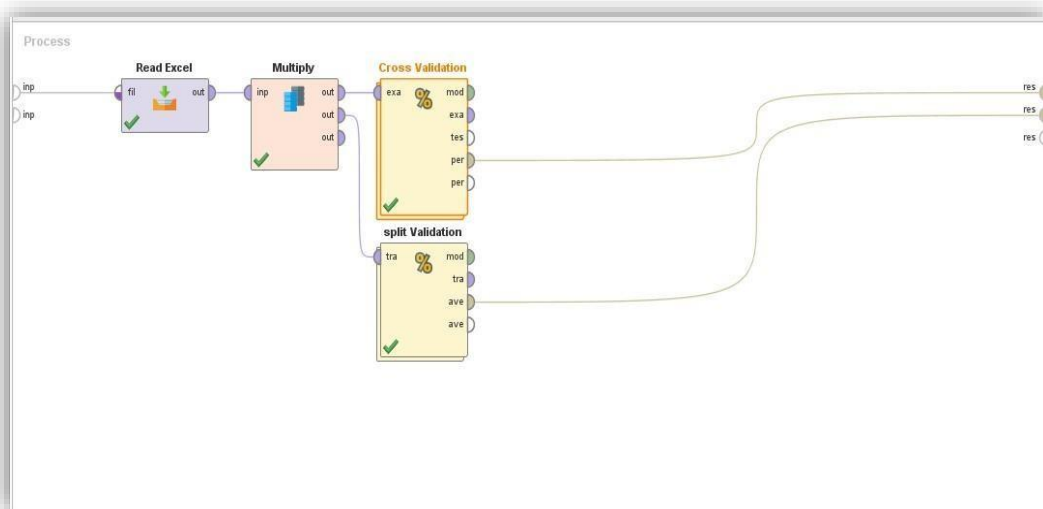 Process
inp
inp
Read Excel
fil
out
Multiply
inp
out
out
out
Cross Validation
exa
mod
exa
tes
per
per
split Validation
tra
mod
tra
ave
ave
res
res
res